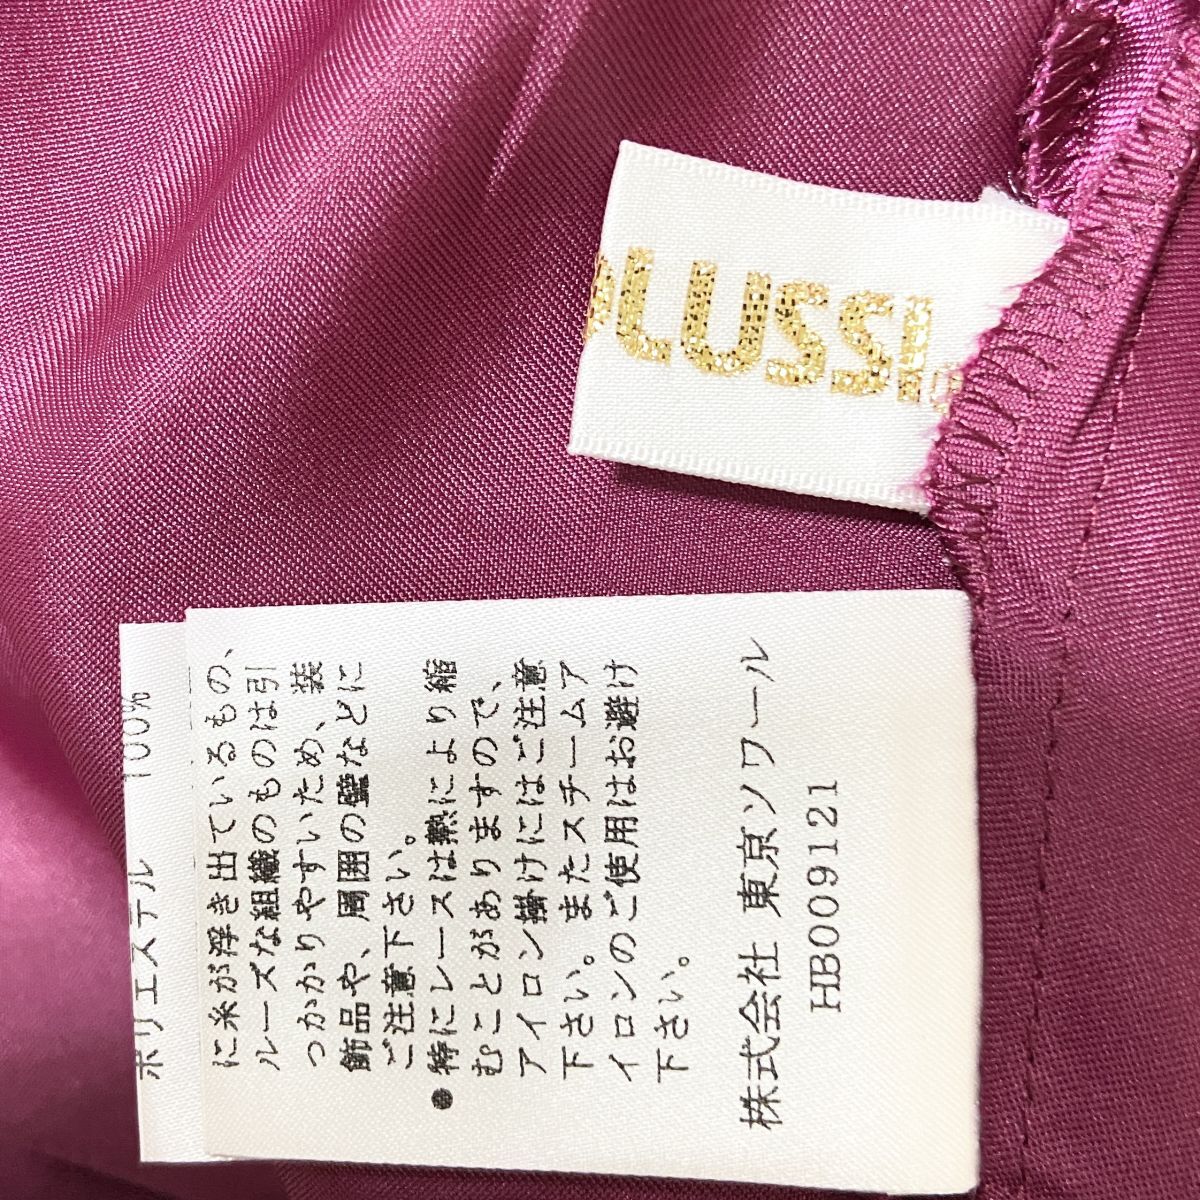 LUSSI
ポリエステル 100%
に糸が浮き出ているもの、
ルーズな組織のものは引
っかかりやすいため、装
飾品や、周囲の壁などに
ご注意下さい。
●特にレースは熱により縮
むことがありますので、
アイロン掛けにはご注意
下さい。またスチームア
イロンのご使用はお避け
下さい。
株式会社 東京ソワール
HB009121